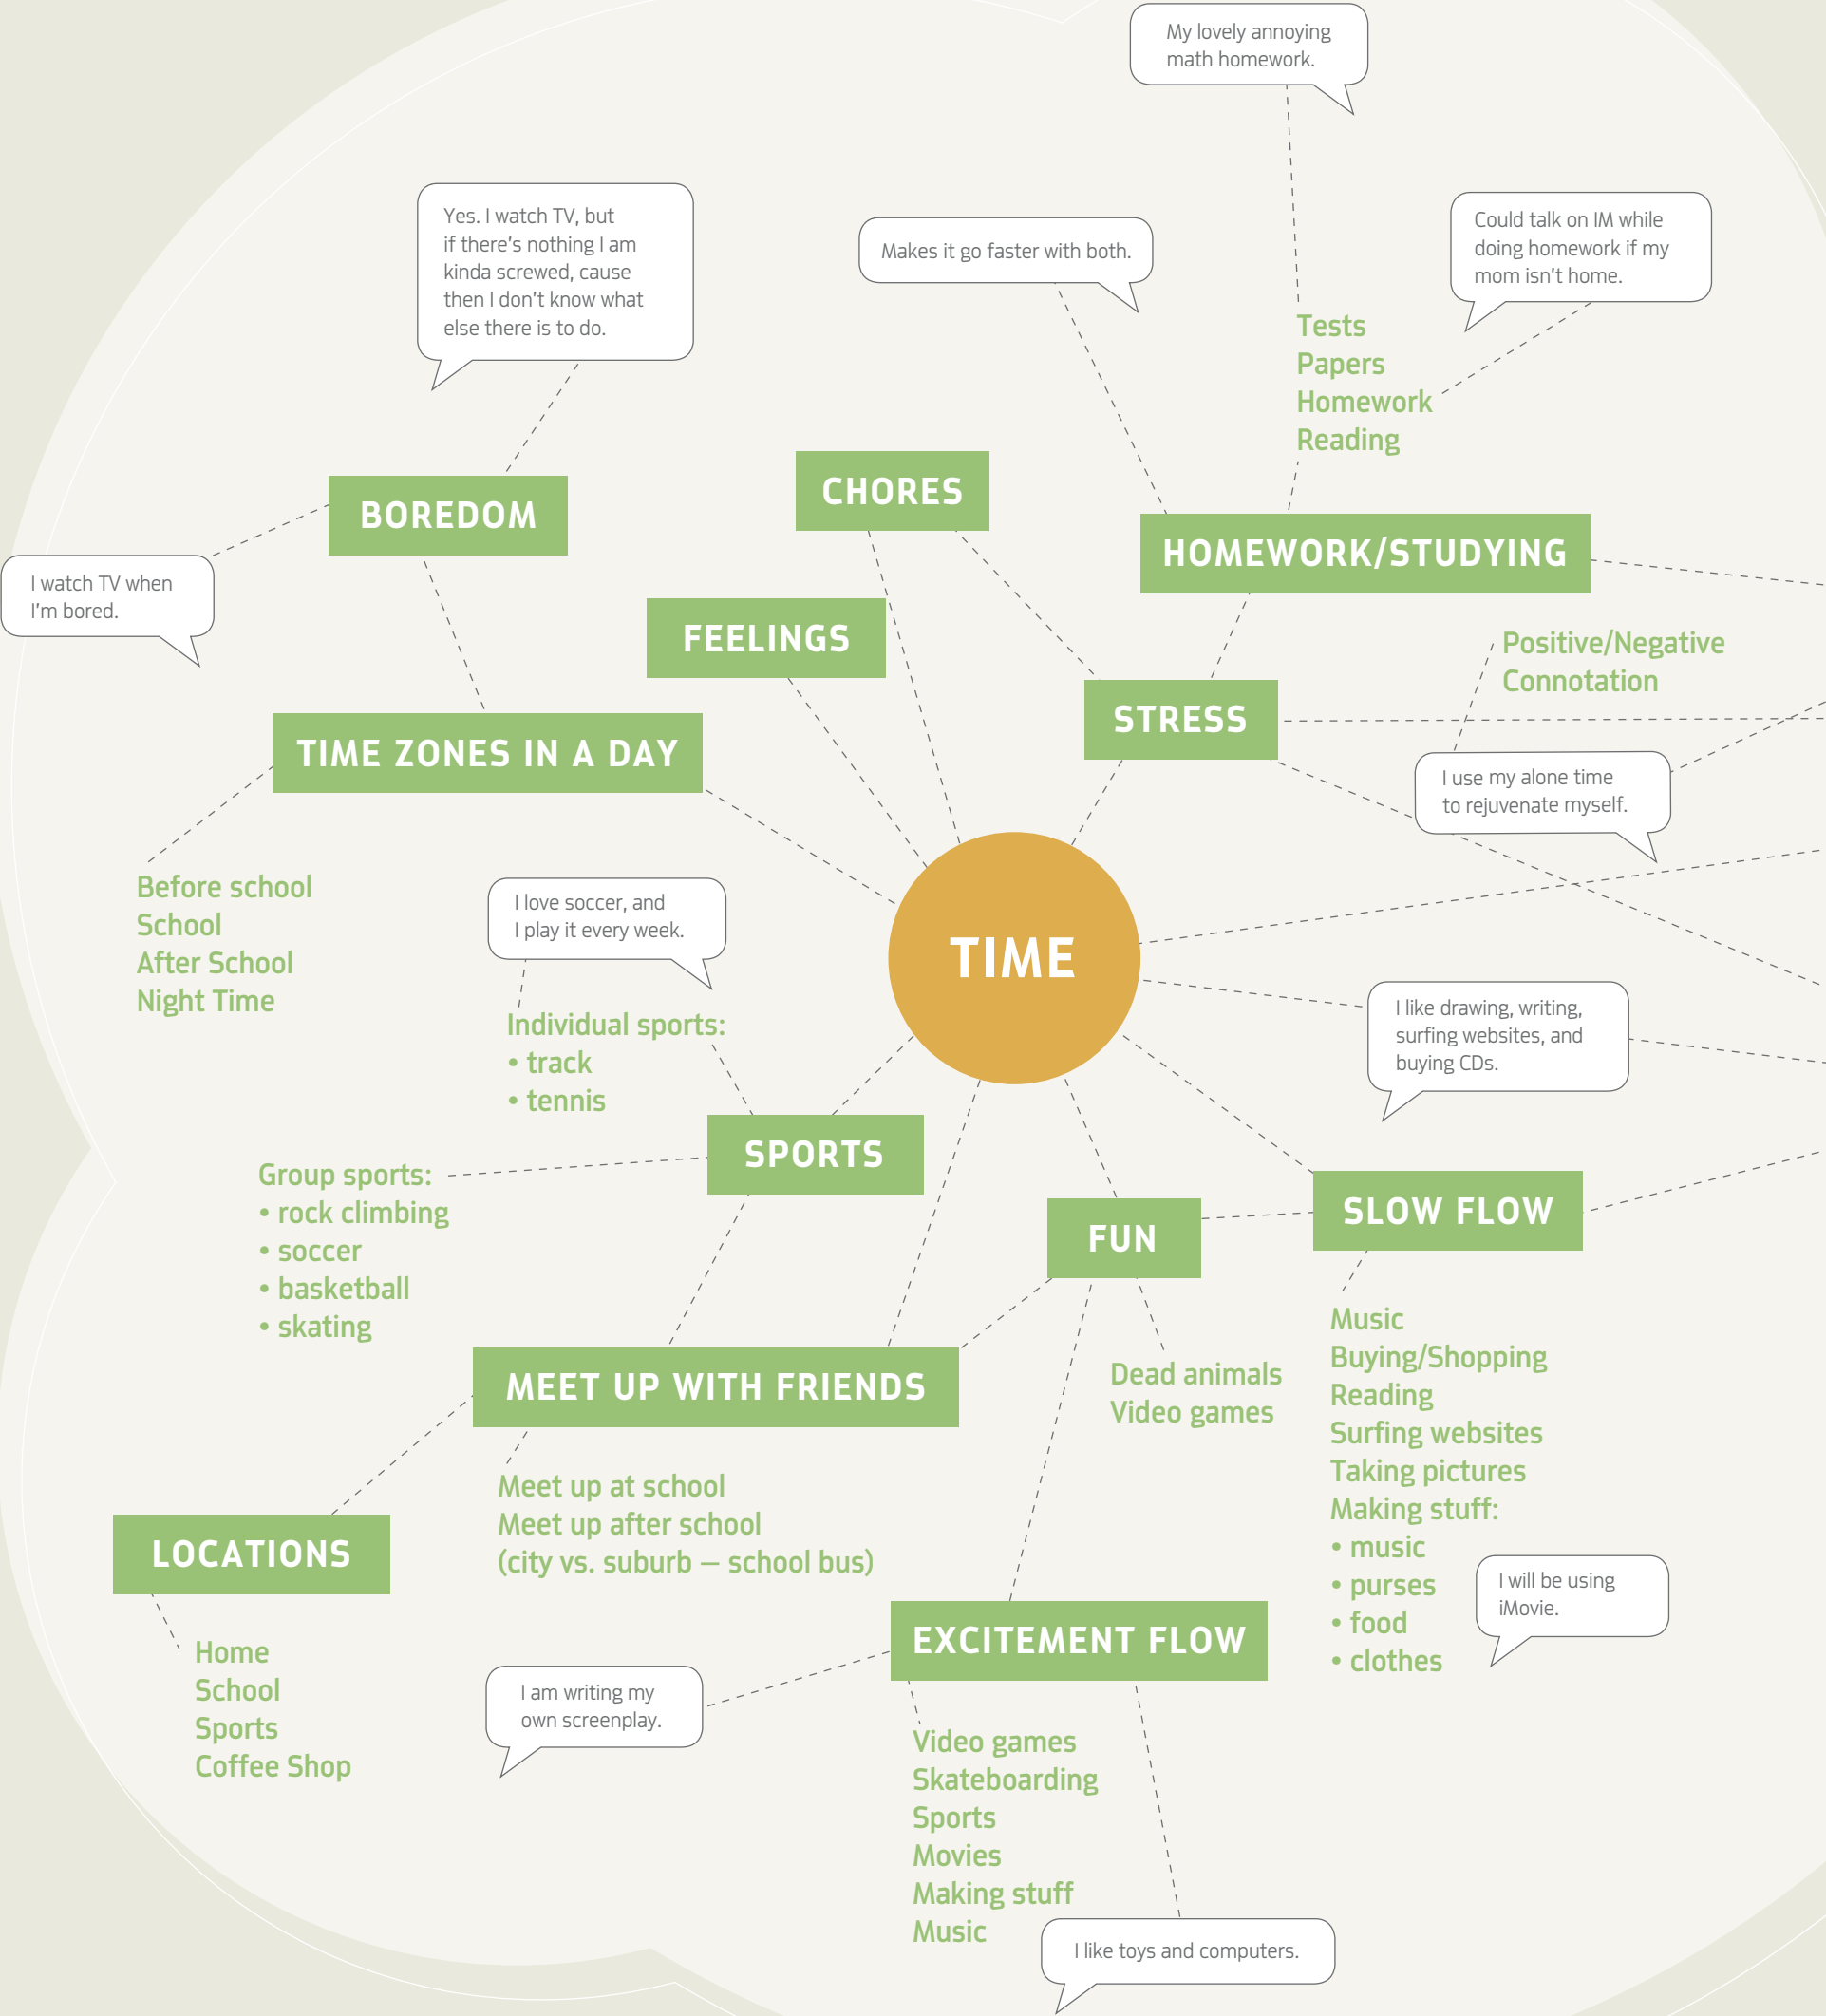 My lovely annoying
math homework.
Yes. I watch TV, but
if there's nothing I am
kinda screwed, cause
then I don't know what
else there is to do.
Makes it go faster with both.
Could talk on IM while
doing homework if my
mom isn't home.
Tests
Papers
Homework
Reading
BOREDOM
CHORES
HOMEWORK/STUDYING
I watch TV when
I'm bored.
FEELINGS
Positive/Negative
Connotation
STRESS
TIME ZONES IN A DAY
I use my alone time
to rejuvenate myself.
Before school
School
After School
Night Time
I love soccer, and
I play it every week.
TIME
Individual sports:
• track
• tennis
I like drawing, writing,
surfing websites, and
buying CDs.
SPORTS
Group sports:
• rock climbing
• soccer
• basketball
• skating
FUN
SLOW FLOW
MEET UP WITH FRIENDS
Dead animals
Video games
Music
Buying/Shopping
Reading
Surfing websites
Taking pictures
Making stuff:
• music
• purses
• food
• clothes
Meet up at school
Meet up after school
(city vs. suburb — school bus)
LOCATIONS
I will be using
iMovie.
Home
School
Sports
Coffee Shop
EXCITEMENT FLOW
I am writing my
own screenplay.
Video games
Skateboarding
Sports
Movies
Making stuff
Music
I like toys and computers.